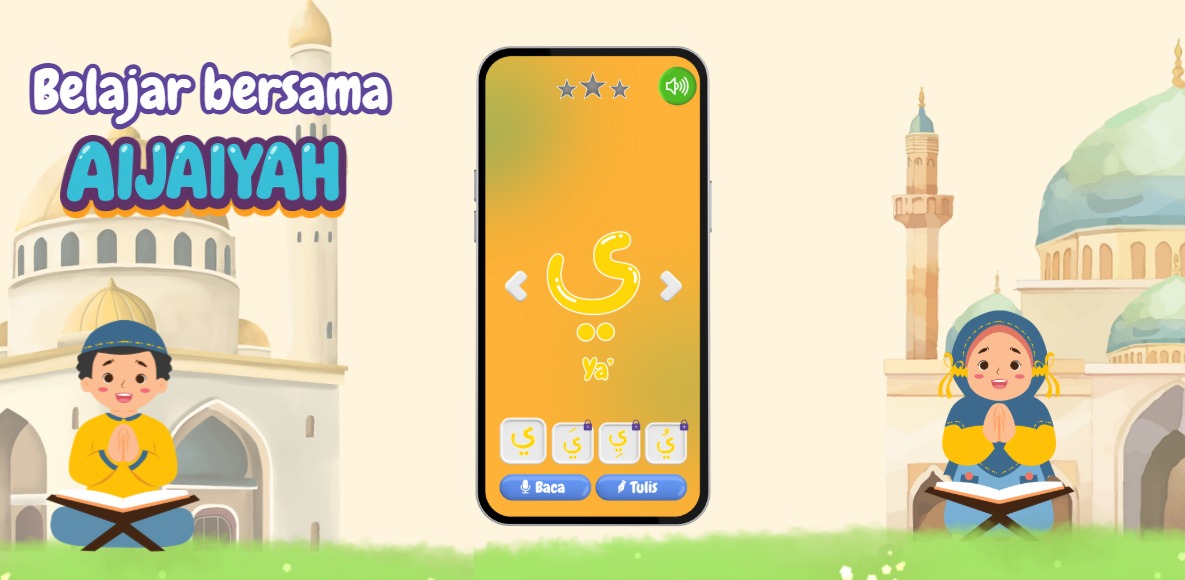 Belajar bersama
AIJAIYAH
ي
Ya'
ي يَ يِ يُ
Baca Tulis